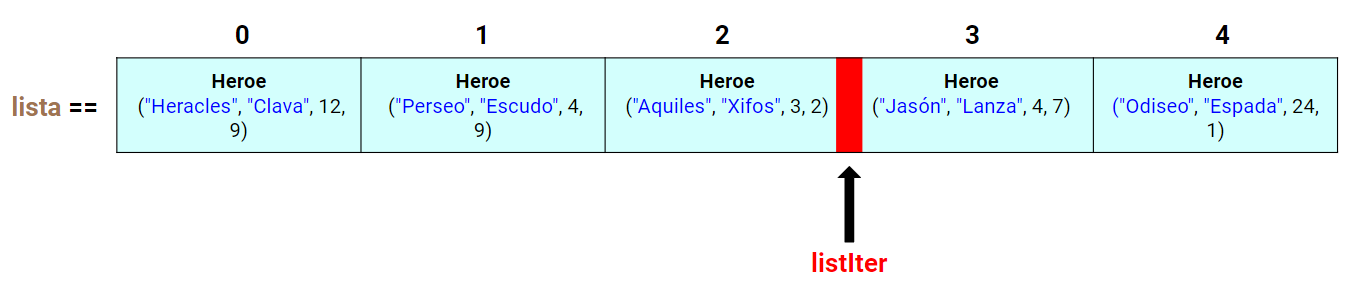 0 1 2 3 4
lista ==
Heroe
("Heracles", "Clava", 12,
9)
Heroe
("Perseo", "Escudo", 4,
9)
Heroe
("Aquiles", "Xifos", 3, 2)
Heroe
("Jasón", "Lanza", 4, 7)
Heroe
("Odiseo", "Espada", 24,
1)
listIter